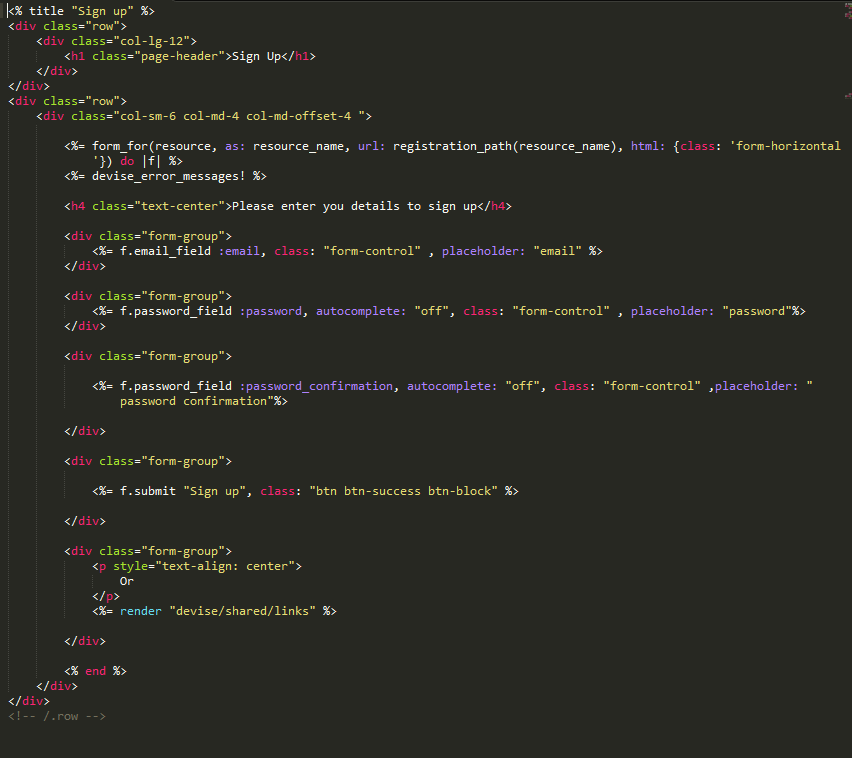 <% title "Sign up" %>
<div class="row">
    <div class="col-lg-12">
        <h1 class="page-header">Sign Up</h1>
    </div>
</div>
<div class="row">
    <div class="col-sm-6 col-md-4 col-md-offset-4 ">
        <%= form_for(resource, as: resource_name, url: registration_path(resource_name), html: {class: 'form-horizontal
            '}) do |f| %>
        <%= devise_error_messages! %>
        <h4 class="text-center">Please enter you details to sign up</h4>
        <div class="form-group">
            <%= f.email_field :email, class: "form-control" , placeholder: "email" %>
        </div>
        <div class="form-group">
            <%= f.password_field :password, autocomplete: "off", class: "form-control" , placeholder: "password"%>
        </div>
        <div class="form-group">
            <%= f.password_field :password_confirmation, autocomplete: "off", class: "form-control" ,placeholder: "
                password confirmation"%>
        </div>
        <div class="form-group">
            <%= f.submit "Sign up", class: "btn btn-success btn-block" %>
        </div>
        <div class="form-group">
            <p style="text-align: center">
                Or
            </p>
            <%= render "devise/shared/links" %>
        </div>
        <% end %>
    </div>
</div>
<!-- /.row -->